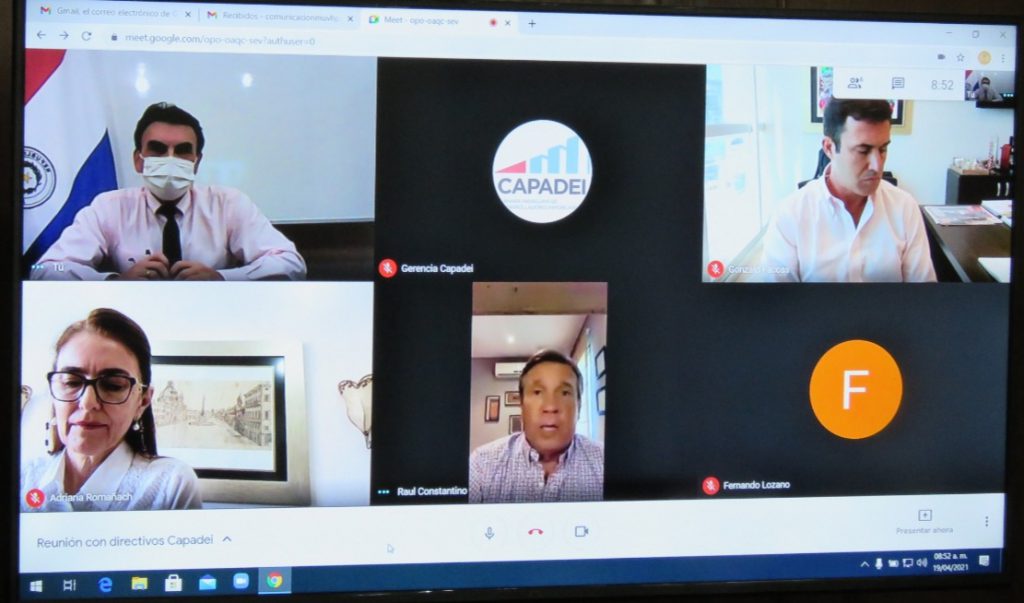 Gmail: el correo electrónico de G
Recibidos - comunicacionmuvhc
Meet - opo-oaqc-sev
meet.google.com/opo-oaqc-sev?authuser=0
8:52
Tú
CAPADEI
Tú
Gerencia Capadei
Gonzalo
Adriana Romañach
Raul Constantino
F
Fernando Lozano
Reunión con directivos Capadei
Presentar ahora
08:52 a. m.
19/04/2021